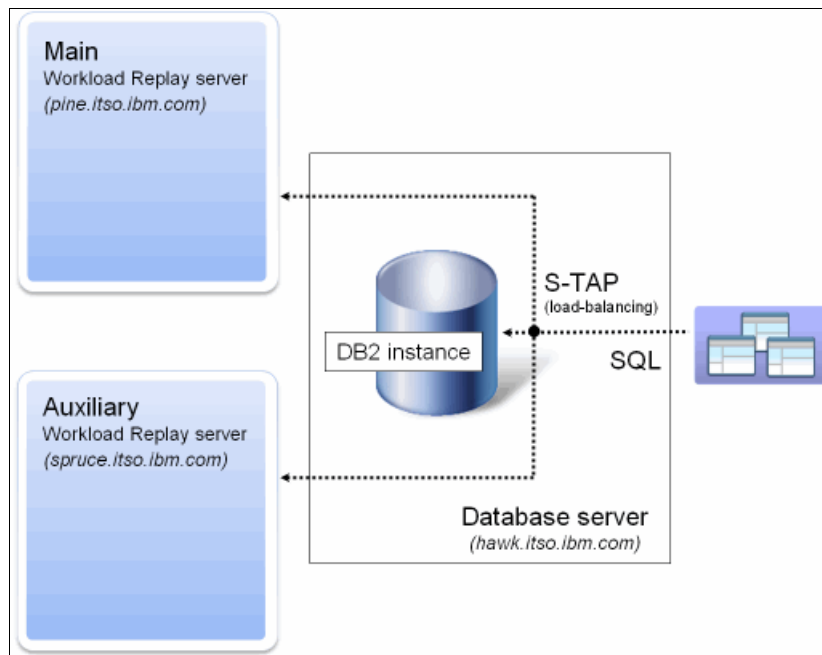 Main
Workload Replay server
(pine.itso.ibm.com)
S-TAP
(load-balancing)
DB2 instance
SQL
Auxiliary
Workload Replay server
(spruce.itso.ibm.com)
Database server
(hawk.itso.ibm.com)